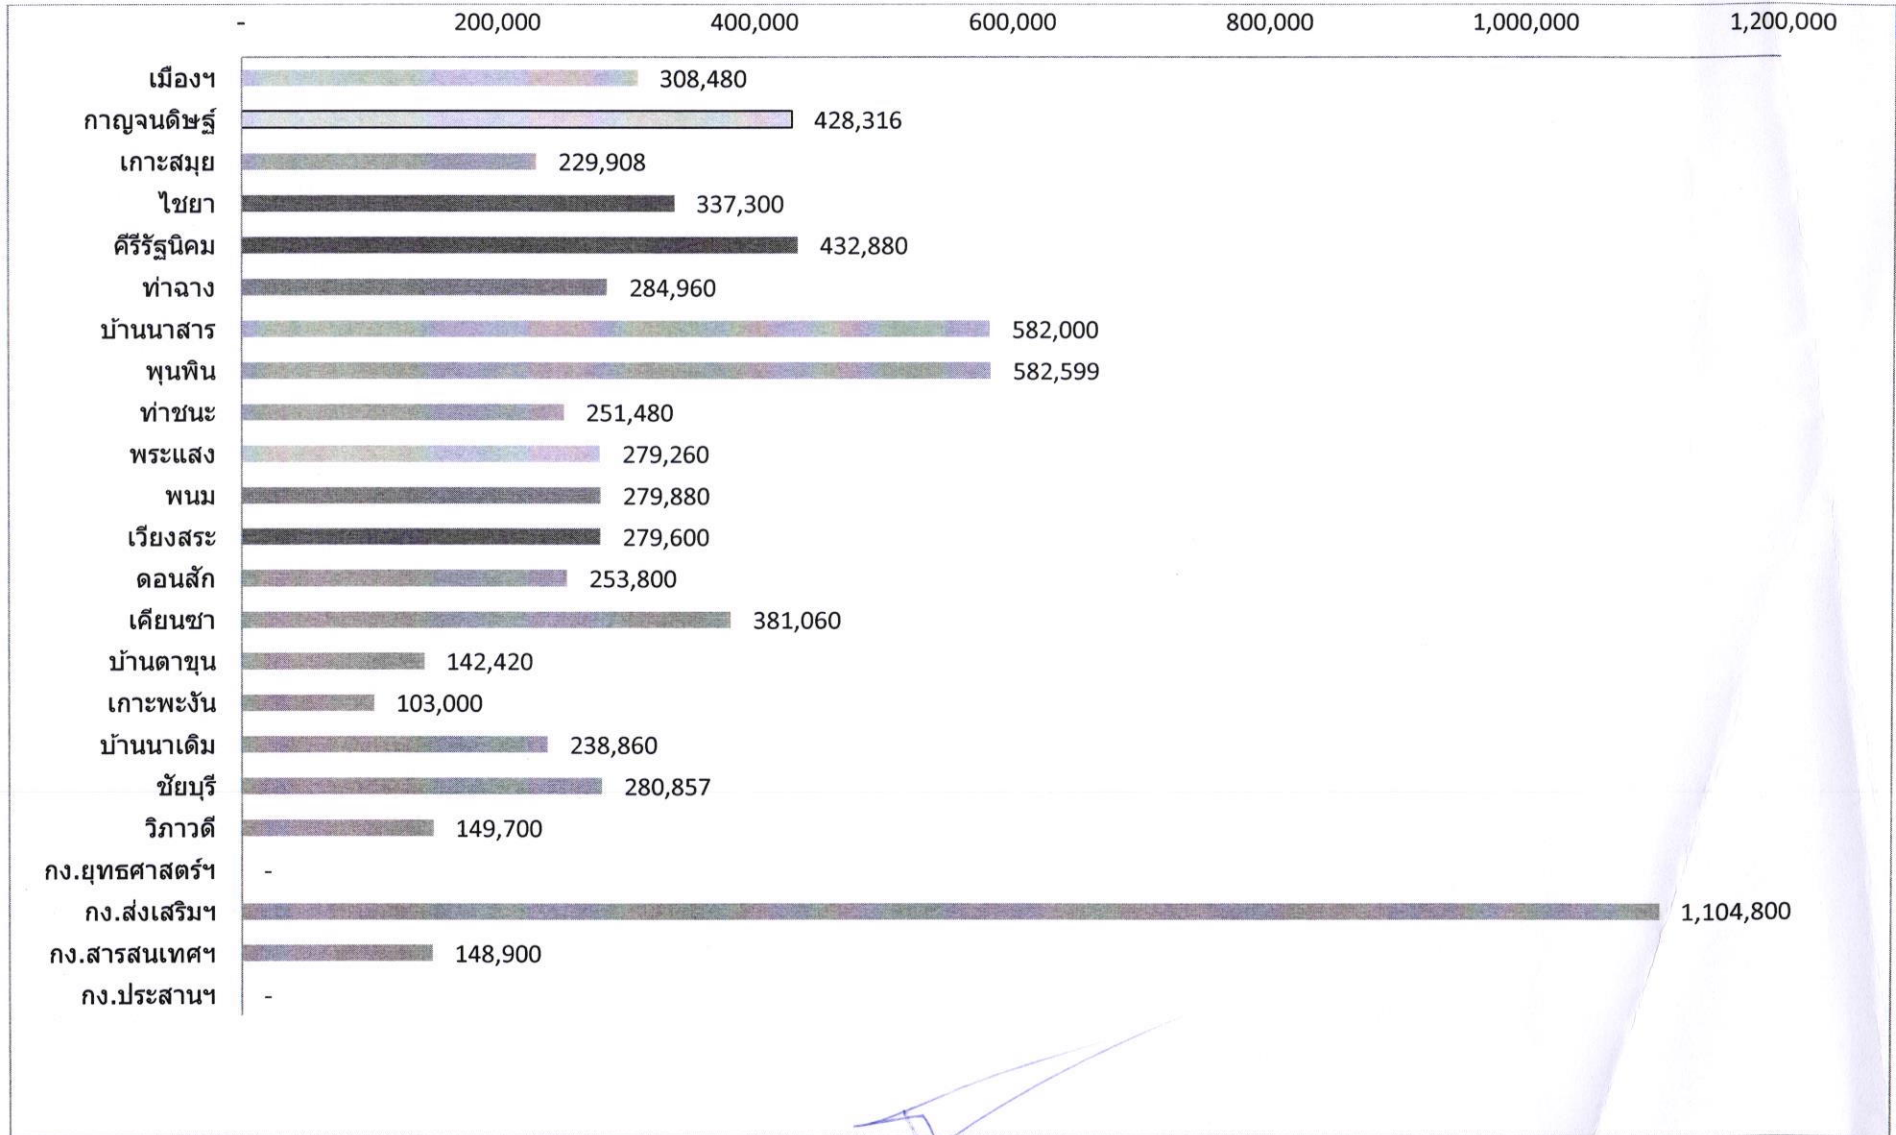 - 200,000 400,000 600,000 800,000 1,000,000 1,200,000
เมืองฯ 308,480
กาญจนดิษฐ์ 428,316
เกาะสมุย 229,908
ไชยา 337,300
คีรีรัฐนิคม 432,880
ท่าฉาง 284,960
บ้านนาสาร 582,000
พุนพิน 582,599
ท่าชนะ 251,480
พระแสง 279,260
พนม 279,880
เวียงสระ 279,600
ดอนสัก 253,800
เคียนซา 381,060
บ้านตาขุน 142,420
เกาะพะงัน 103,000
บ้านนาเดิม 238,860
ชัยบุรี 280,857
วิภาวดี 149,700
กง.ยุทธศาสตร์ฯ -
กง.ส่งเสริมฯ 1,104,800
กง.สารสนเทศฯ 148,900
กง.ประสานฯ -